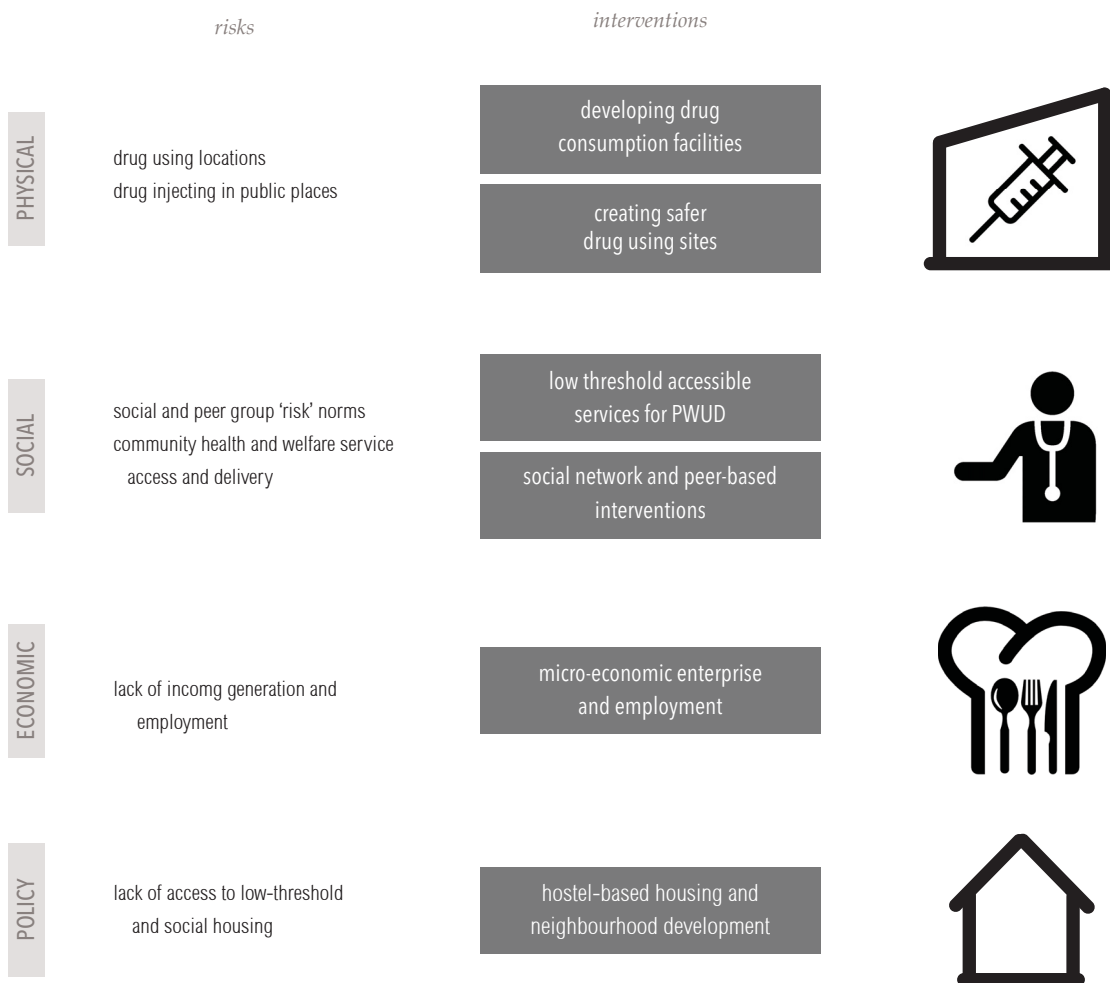 risks
interventions
PHYSICAL
drug using locations
drug injecting in public places
developing drug
consumption facilities
creating safer
drug using sites
SOCIAL
social and peer group ‘risk’ norms
community health and welfare service
access and delivery
low threshold accessible
services for PWUD
social network and peer-based
interventions
ECONOMIC
lack of incomg generation and
employment
micro-economic enterprise
and employment
POLICY
lack of access to low-threshold
and social housing
hostel-based housing and
neighbourhood development